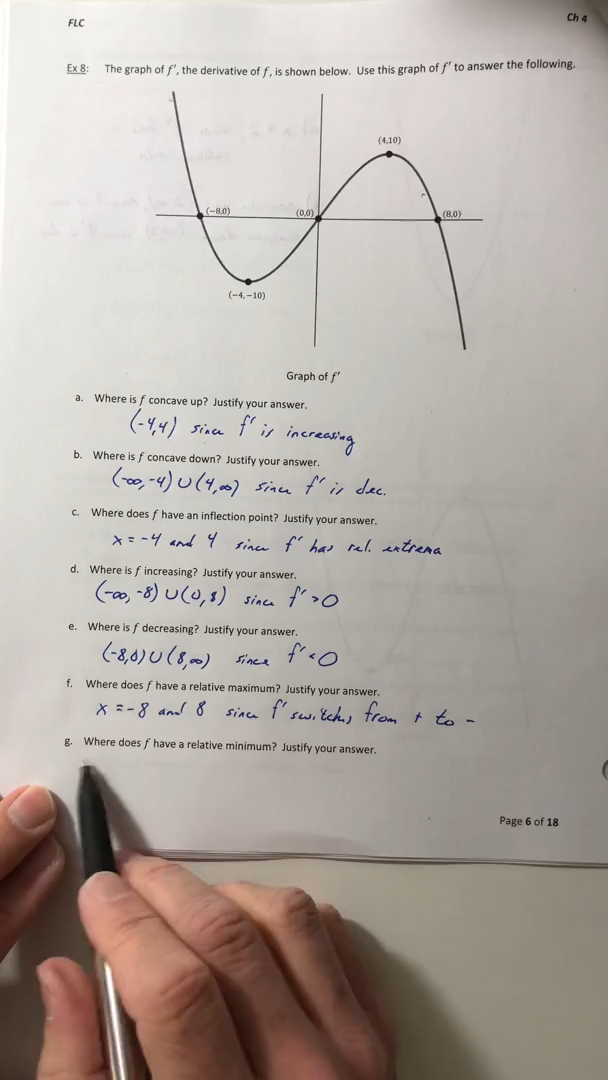 FLC
Ch 4
Ex 8: The graph of f', the derivative of f, is shown below. Use this graph of f' to answer the following.
(4,10)
(−8,0)
(0,0)
(8,0)
(−4,−10)
Graph of f'
a. Where is f concave up? Justify your answer.
(-4,4) since f' is increasing
b. Where is f concave down? Justify your answer.
(-∞,-4) ∪ (4,∞) since f' is dec.
c. Where does f have an inflection point? Justify your answer.
x = -4 and 4 since f' has rel. extrema
d. Where is f increasing? Justify your answer.
(-∞,-8) ∪ (0,8) since f' > 0
e. Where is f decreasing? Justify your answer.
(-8,0) ∪ (8,∞) since f' < 0
f. Where does f have a relative maximum? Justify your answer.
x = -8 and 8 since f' switches from + to -
g. Where does f have a relative minimum? Justify your answer.
Page 6 of 18